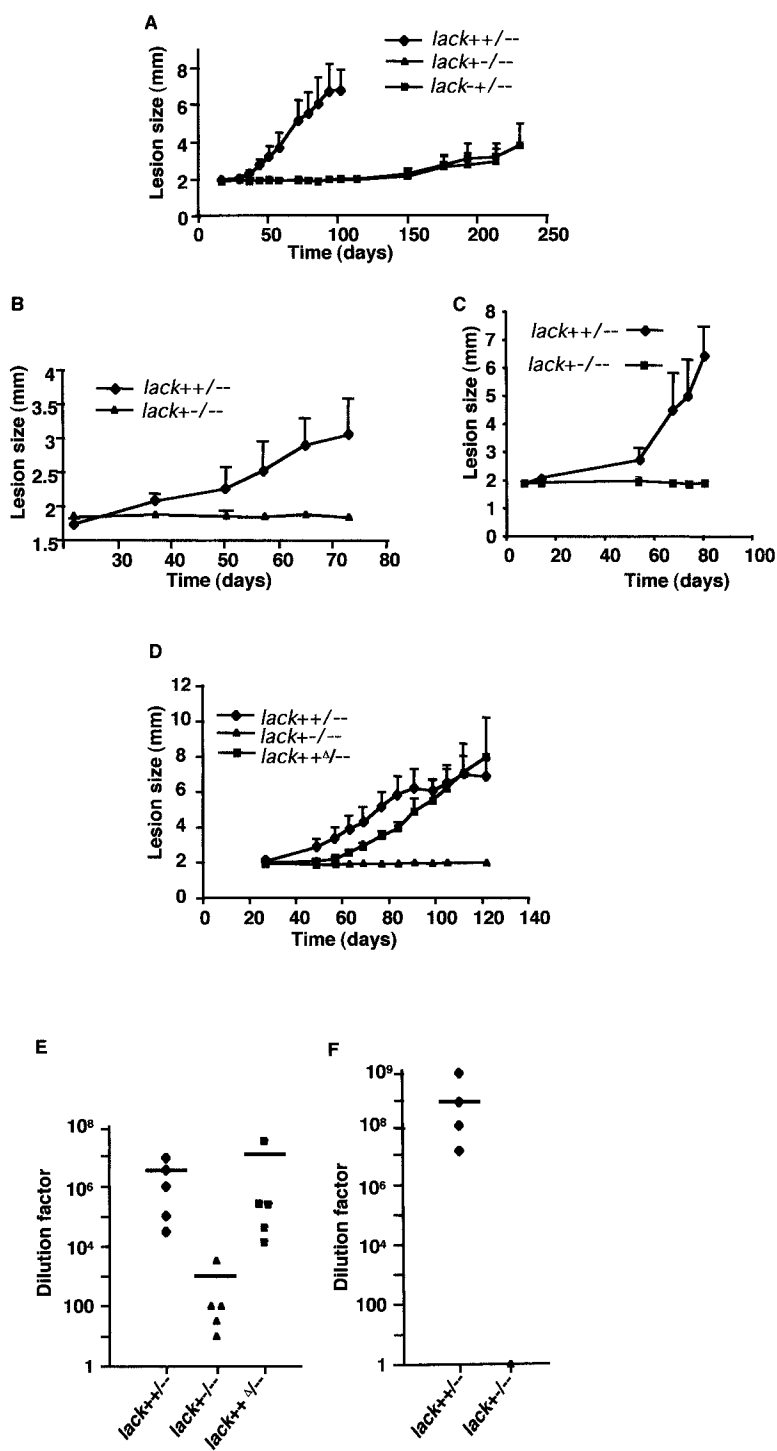 A
lack++/--
lack+-/--
lack-+/--
Lesion size (mm)
8
6
4
2
0
0 50 100 150 200 250
Time (days)
B
lack++/--
lack+-/--
Lesion size (mm)
4
3.5
3
2.5
2
1.5
30 40 50 60 70 80
Time (days)
C
lack++/--
lack+-/--
Lesion size (mm)
8
7
6
5
4
3
2
1
0
0 20 40 60 80 100
Time (days)
D
lack++/--
lack+-/--
lack++Δ/--
Lesion size (mm)
12
10
8
6
4
2
0
0 20 40 60 80 100 120 140
Time (days)
E
Dilution factor
10⁸
10⁶
10⁴
100
1
lack++/--
lack+-/--
lack++ Δ/--
F
Dilution factor
10⁹
10⁸
10⁶
10⁴
100
1
lack++/--
lack+-/--